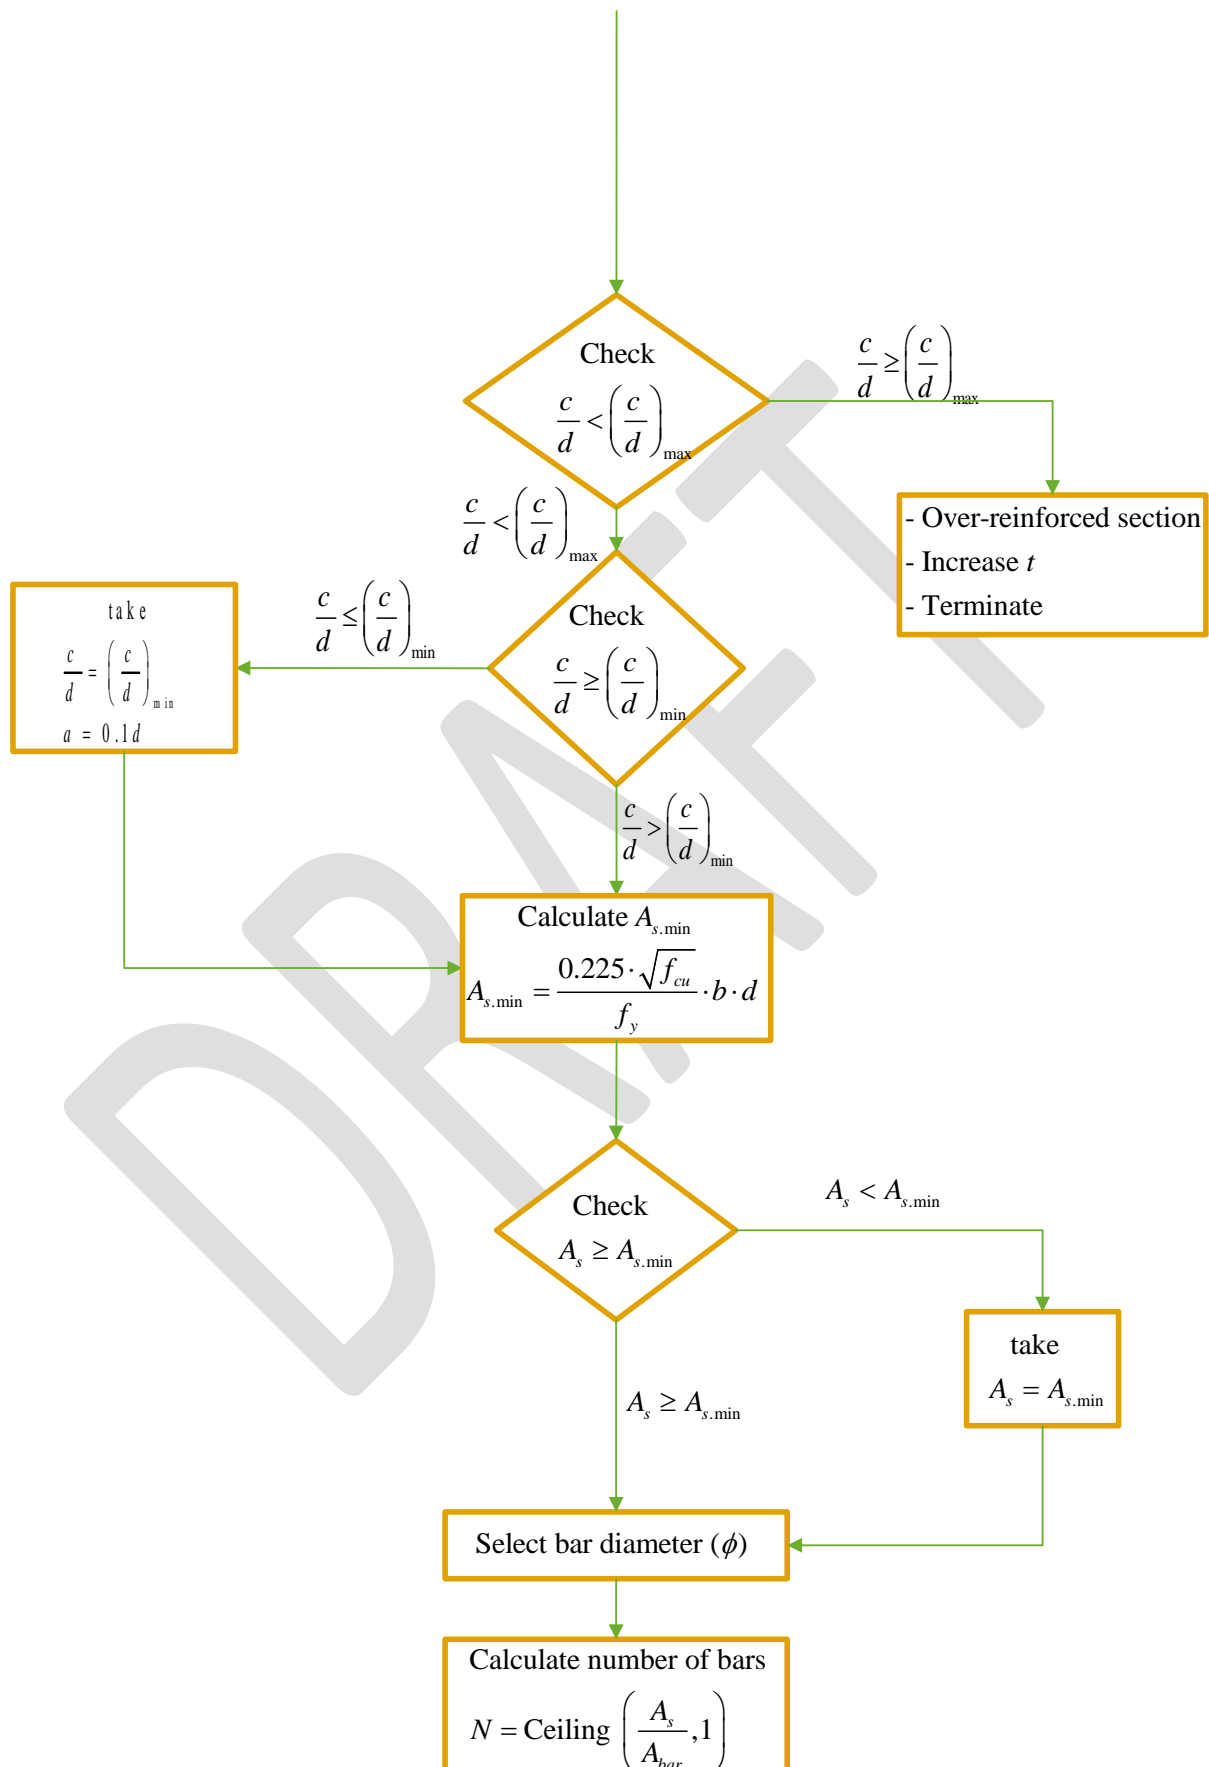 Check
c/d < (c/d)max
c/d ≥ (c/d)max
c/d < (c/d)max
- Over-reinforced section
- Increase t
- Terminate
take
c/d = (c/d)min
a = 0.1d
c/d ≤ (c/d)min
Check
c/d ≥ (c/d)min
c/d > (c/d)min
Calculate As.min
As.min = 0.225·√fcu / fy ·b·d
Check
As ≥ As.min
As < As.min
take
As = As.min
As ≥ As.min
Select bar diameter (ϕ)
Calculate number of bars
N = Ceiling (As/Abar,1)
DRAFT